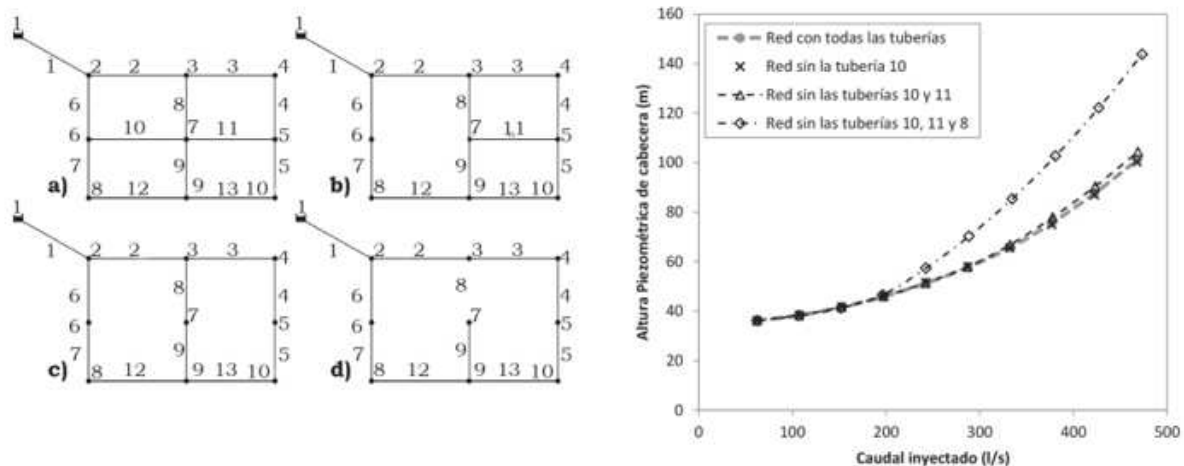 1
1 2 2 3 3 4
6 8 4
6 10 7 11 5
7 9 5
a) 8 12 9 13 10
1
1 2 2 3 3 4
6 8 4
6 7 11 5
7 9 5
b) 8 12 9 13 10
1
1 2 2 3 3 4
6 8 4
6 7 5
7 9 5
c) 8 12 9 13 10
1
1 2 2 3 3 4
6 8 4
6 7 5
7 9 5
d) 8 12 9 13 10
Altura Piezométrica de cabecera (m)
160
140
120
100
80
60
40
20
0
Red con todas las tuberías
Red sin la tubería 10
Red sin las tuberías 10 y 11
Red sin las tuberías 10, 11 y 8
0 100 200 300 400 500
Caudal inyectado (l/s)